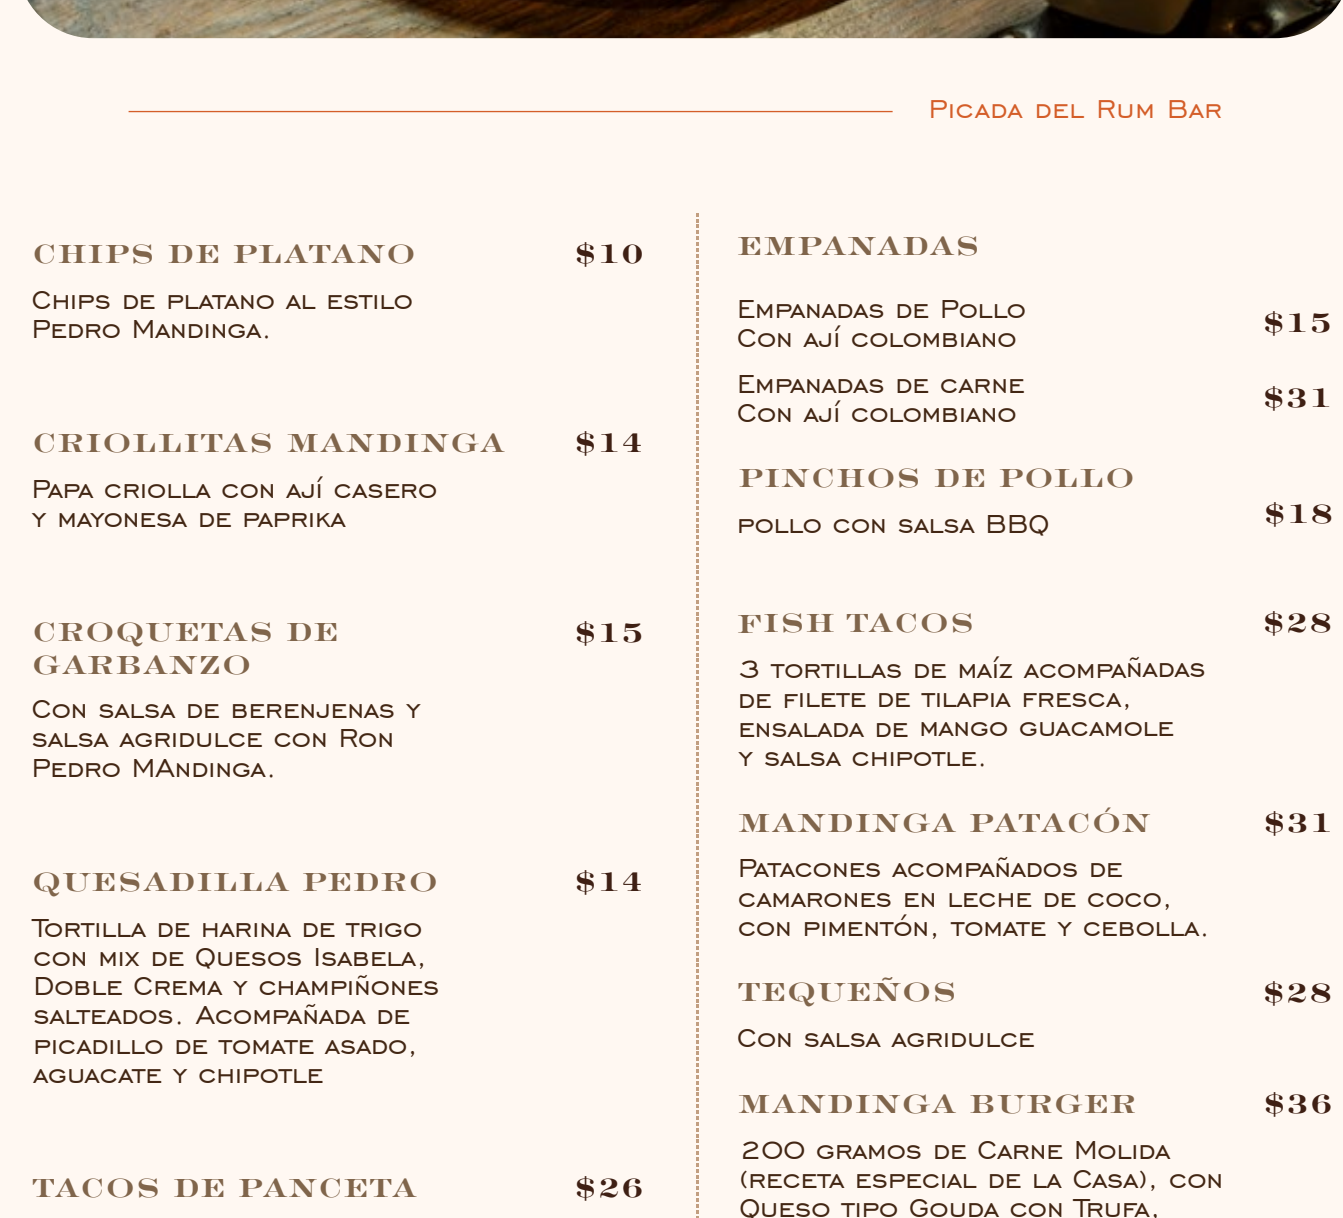 Picada del Rum Bar
CHIPS DE PLATANO $10
Chips de platano al estilo
Pedro Mandinga.
CRIOLLITAS MANDINGA $14
Papa criolla con ají casero
y mayonesa de paprika
CROQUETAS DE $15
GARBANZO
Con salsa de berenjenas y
salsa agridulce con Ron
Pedro MAndinga.
QUESADILLA PEDRO $14
Tortilla de harina de trigo
con mix de Quesos Isabela,
Doble Crema y champiñones
salteados. Acompañada de
picadillo de tomate asado,
aguacate y chipotle
TACOS DE PANCETA $26
EMPANADAS
Empanadas de Pollo
Con ají colombiano $15
Empanadas de carne
Con ají colombiano $31
PINCHOS DE POLLO
pollo con salsa BBQ $18
FISH TACOS $28
3 tortillas de maíz acompañadas
de filete de tilapia fresca,
ensalada de mango guacamole
y salsa chipotle.
MANDINGA PATACÓN $31
Patacones acompañados de
camarones en leche de coco,
con pimentón, tomate y cebolla.
TEQUEÑOS $28
Con salsa agridulce
MANDINGA BURGER $36
200 gramos de Carne Molida
(receta especial de la Casa), con
Queso tipo Gouda con Trufa,